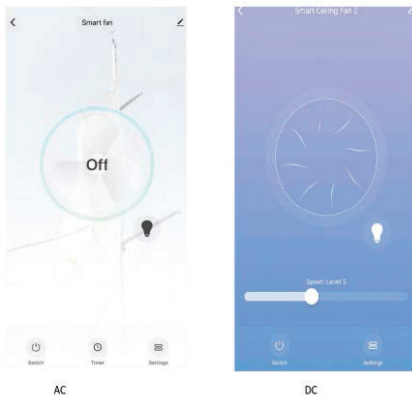 Smart fan
Off
Switch
Timer
Settings
AC
Smart Ceiling Fan 2
Speed: Level 3
Switch
Settings
DC